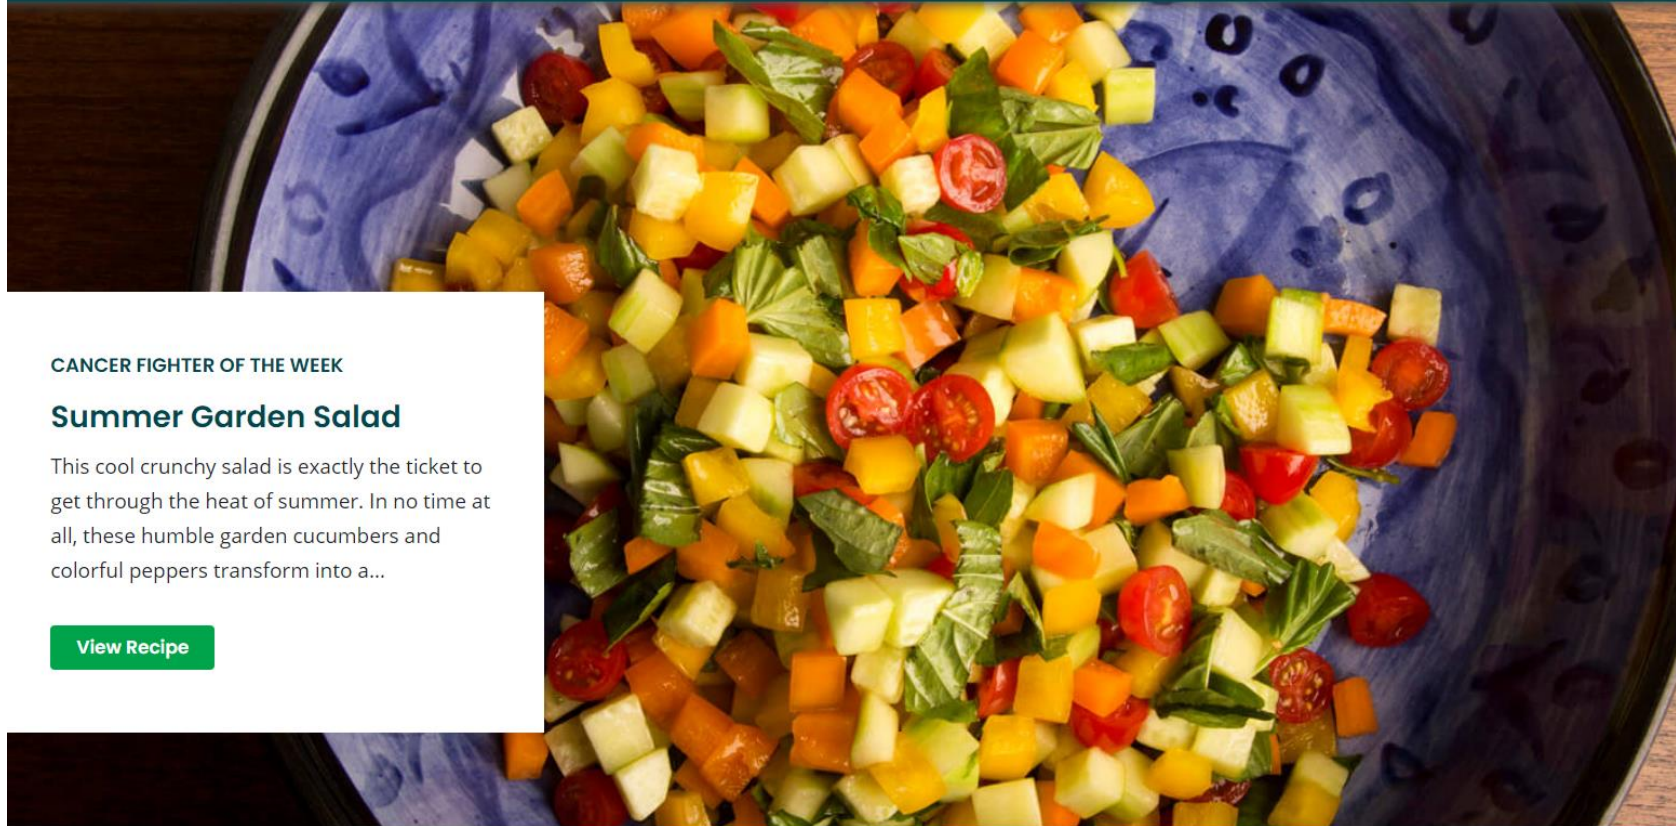 CANCER FIGHTER OF THE WEEK
Summer Garden Salad
This cool crunchy salad is exactly the ticket to
get through the heat of summer. In no time at
all, these humble garden cucumbers and
colorful peppers transform into a...
View Recipe